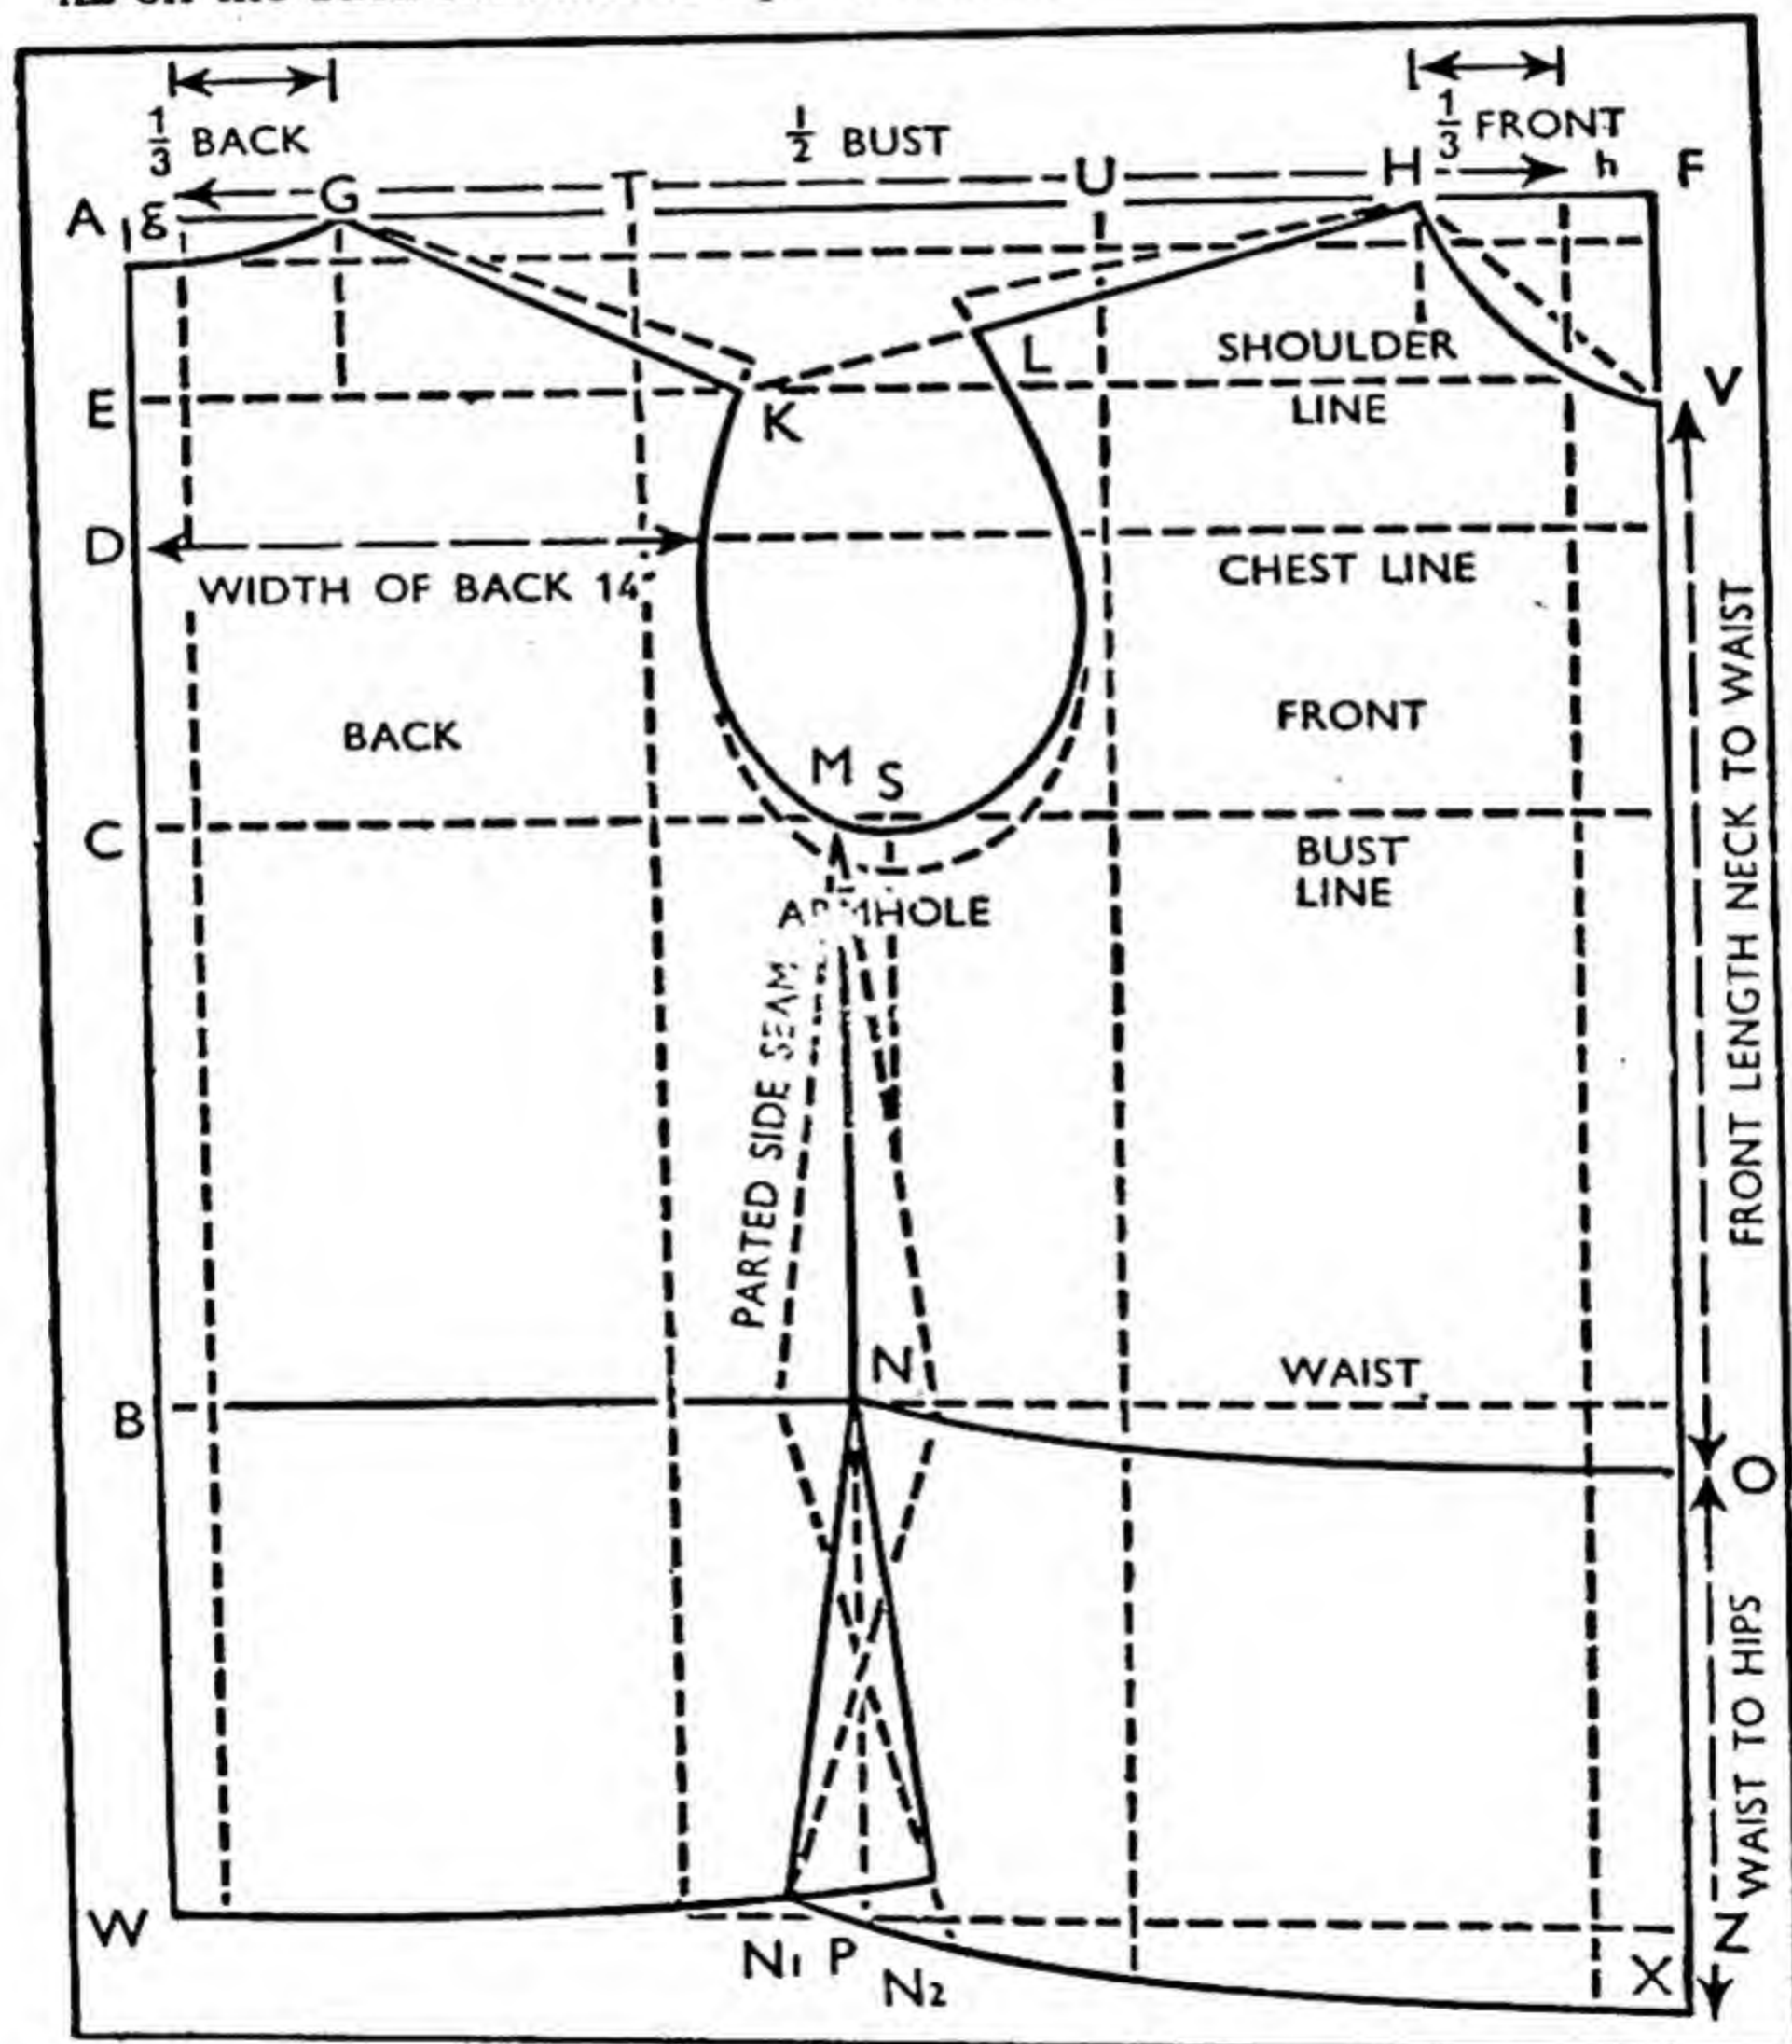 1/3 BACK
1/2 BUST
1/3 FRONT
A g G T U H h F
L
SHOULDER
LINE
V
E
K
D
WIDTH OF BACK 14"
CHEST LINE
BACK
FRONT
M S
C
BUST
LINE
ARMHOLE
PARTED SIDE SEAM
FRONT LENGTH NECK TO WAIST
N
WAIST
B
O
WAIST TO HIPS
W
N1 P
N2
X
N